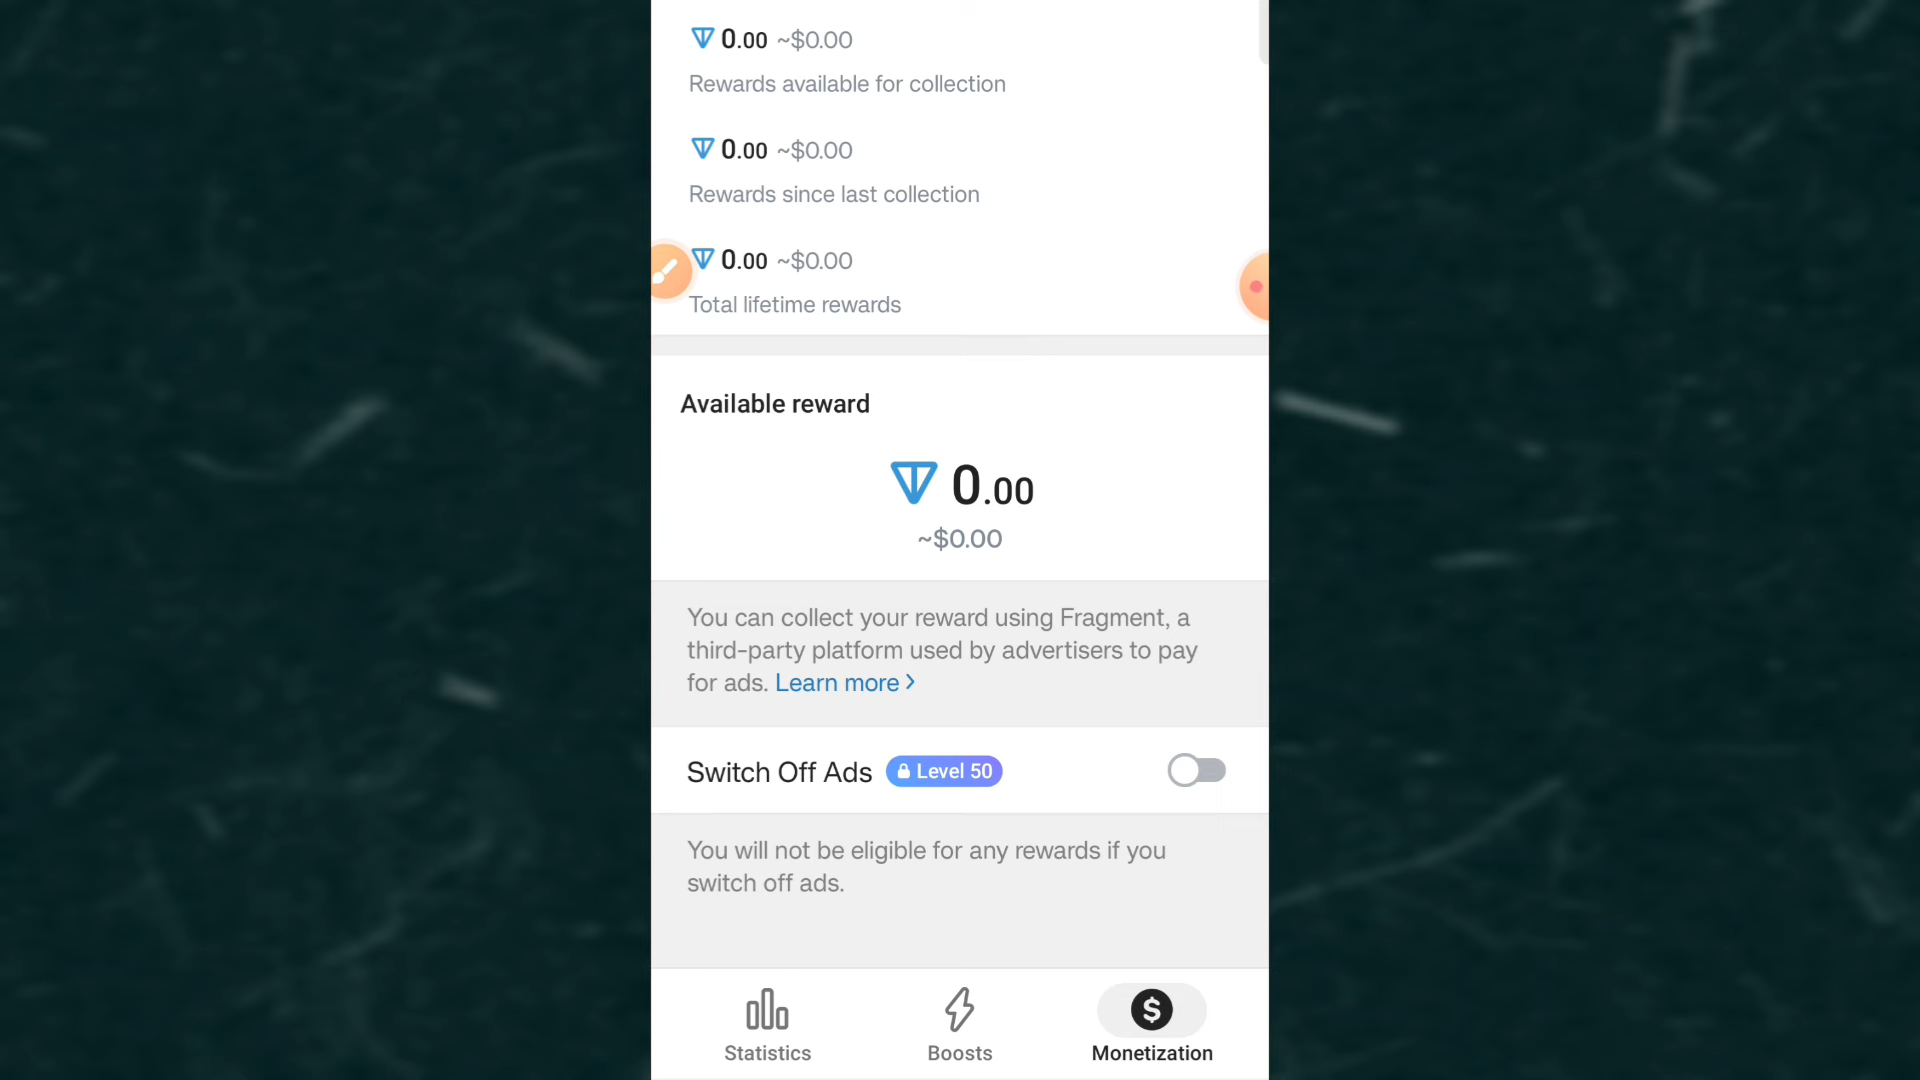 0.00 ~$0.00
Rewards available for collection
0.00 ~$0.00
Rewards since last collection
0.00 ~$0.00
Total lifetime rewards
Available reward
0.00
~$0.00
You can collect your reward using Fragment, a
third-party platform used by advertisers to pay
for ads. Learn more >
Switch Off Ads Level 50
You will not be eligible for any rewards if you
switch off ads.
Statistics Boosts Monetization